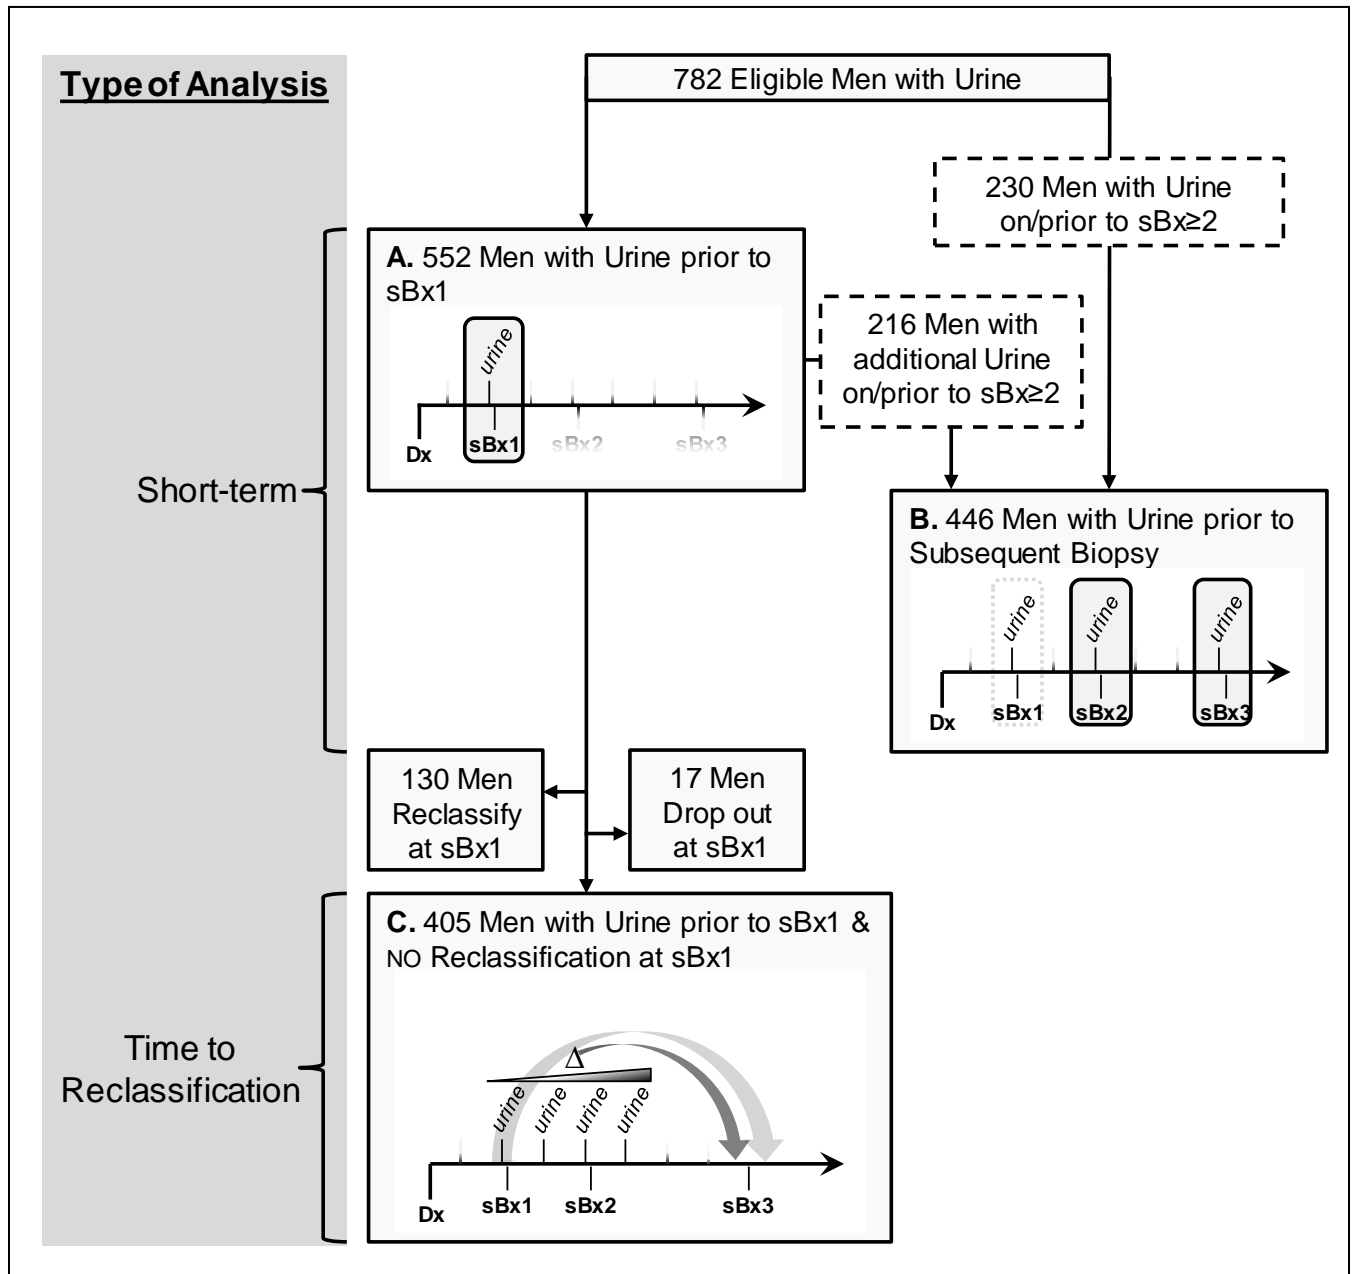 Type of Analysis
782 Eligible Men with Urine
230 Men with Urine
on/prior to sBx≥2
A. 552 Men with Urine prior to
sBx1
urine
Dx
sBx1
sBx2
sBx3
216 Men with
additional Urine
on/prior to sBx≥2
Short-term
B. 446 Men with Urine prior to
Subsequent Biopsy
urine
urine
urine
Dx
sBx1
sBx2
sBx3
130 Men
Reclassify
at sBx1
17 Men
Drop out
at sBx1
C. 405 Men with Urine prior to sBx1 &
NO Reclassification at sBx1
Δ
urine
urine
urine
urine
Dx
sBx1
sBx2
sBx3
Time to
Reclassification